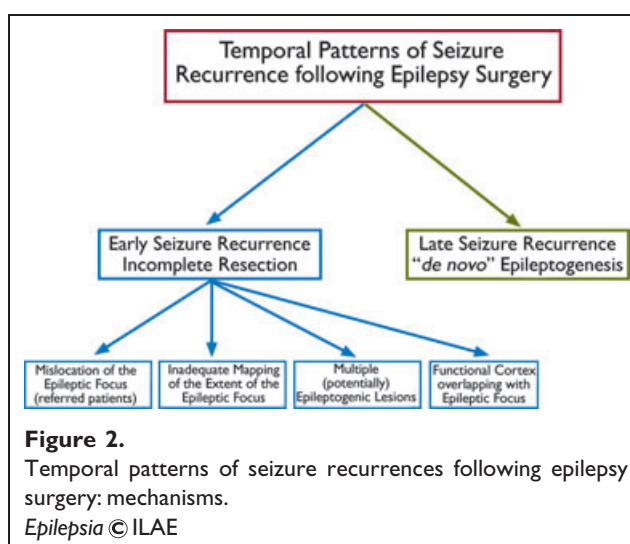 Temporal Patterns of Seizure
Recurrence following Epilepsy Surgery
Early Seizure Recurrence
Incomplete Resection
Late Seizure Recurrence
“de novo” Epileptogenesis
Mislocation of the
Epileptic Focus
(referred patients)
Inadequate Mapping
of the Extent of the
Epileptic Focus
Multiple
(potentially)
Epileptogenic Lesions
Functional Cortex
overlapping with
Epileptic Focus
Figure 2.
Temporal patterns of seizure recurrences following epilepsy
surgery: mechanisms.
Epilepsia © ILAE